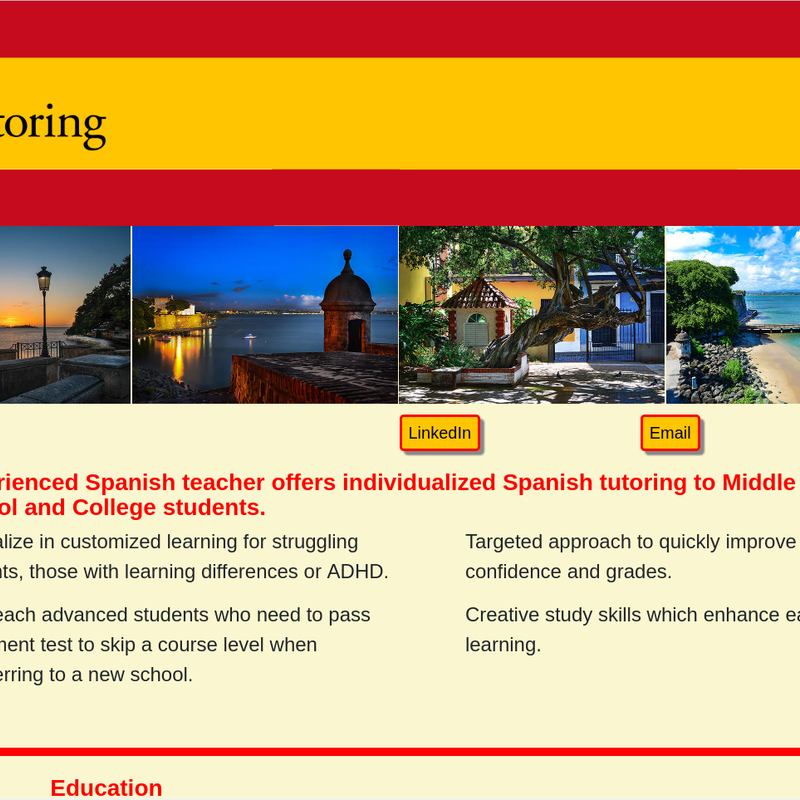 toring
LinkedIn
Email
rienced Spanish teacher offers individualized Spanish tutoring to Middle
ol and College students.
alize in customized learning for struggling
nts, those with learning differences or ADHD.
each advanced students who need to pass
ment test to skip a course level when
erring to a new school.
Targeted approach to quickly improve
confidence and grades.
Creative study skills which enhance ea
learning.
Education